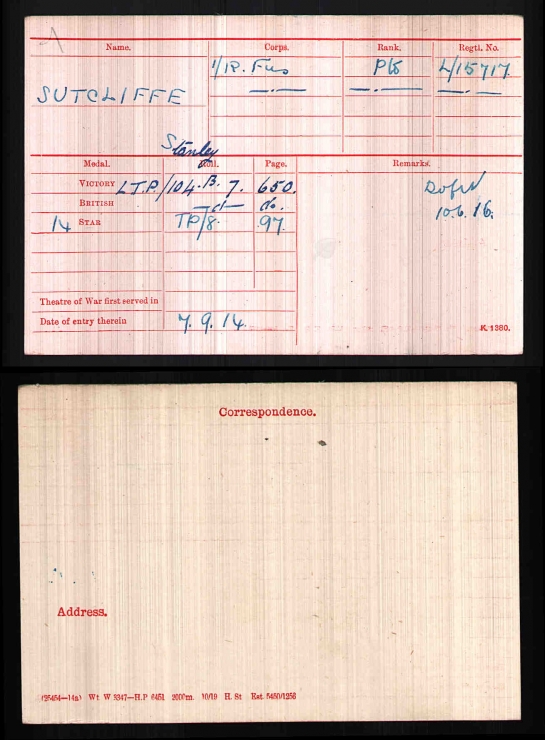 Name. Corps. Rank. Regtl. No.
1/R. Fus Pte L/15717
SUTCLIFFE
Stanley
Medal. Roll. Page. Remarks.
VICTORY L.T.P./104.B. 7. 650. D of W
BRITISH —do— do. 10.6.16.
14 STAR TP/8. 97.
Theatre of War first served in
Date of entry therein 7.9.14.
K. 1380.
Correspondence.
Address.
(25454—14a) Wt W 3347—H.P 6451 2000m. 10/19 H. St Est. 5450/1256